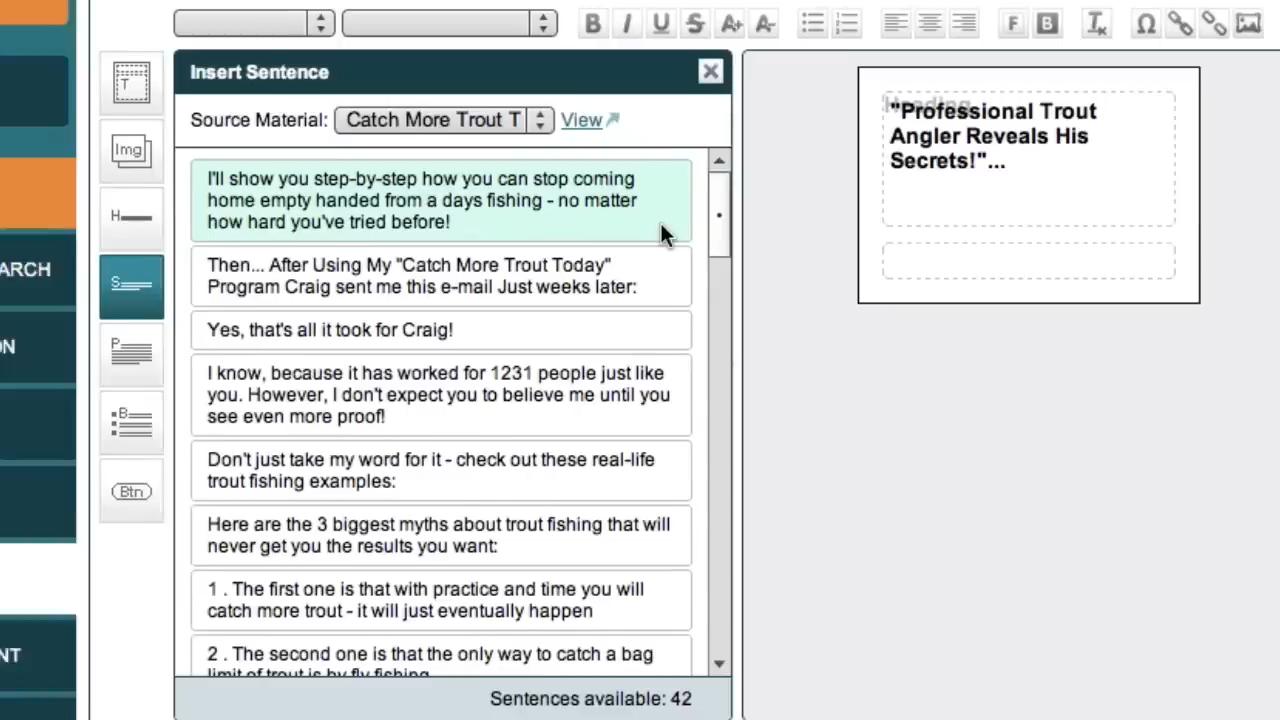 B I U S A+ A-
F B Ω
ARCH
ON
NT
T
Img
H
S
P
B
Btn
Insert Sentence
Source Material: Catch More Trout T View
I'll show you step-by-step how you can stop coming
home empty handed from a days fishing - no matter
how hard you've tried before!
Then... After Using My "Catch More Trout Today"
Program Craig sent me this e-mail Just weeks later:
Yes, that's all it took for Craig!
I know, because it has worked for 1231 people just like
you. However, I don't expect you to believe me until you
see even more proof!
Don't just take my word for it - check out these real-life
trout fishing examples:
Here are the 3 biggest myths about trout fishing that will
never get you the results you want:
1 . The first one is that with practice and time you will
catch more trout - it will just eventually happen
2 . The second one is that the only way to catch a bag
limit of trout is by fly fishing
Sentences available: 42
Heading
"Professional Trout
Angler Reveals His
Secrets!"...